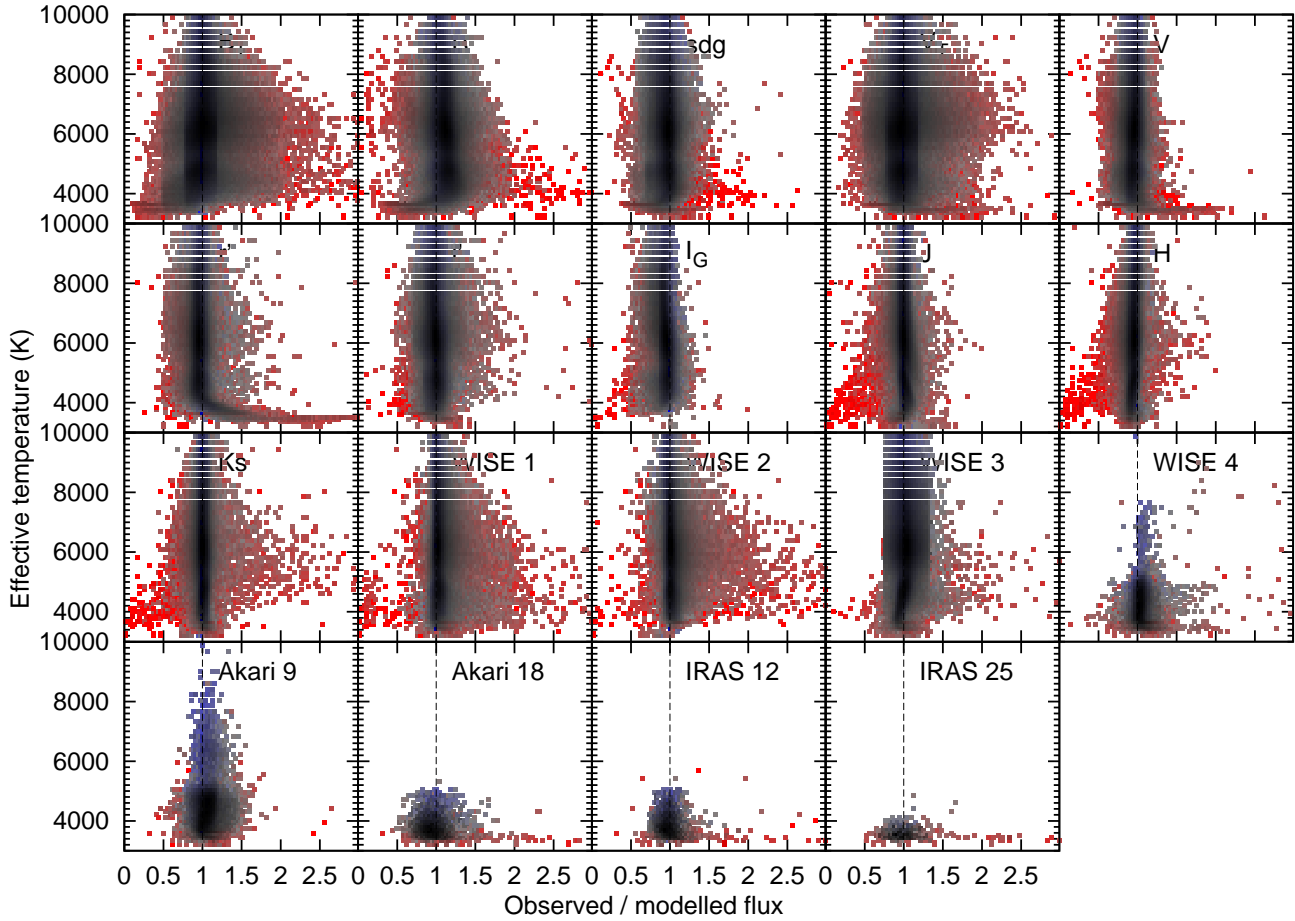 sdg
V
10000
8000
6000
4000
I_G
J
H
10000
8000
6000
4000
Ks
WISE 1
WISE 2
WISE 3
WISE 4
10000
8000
6000
4000
Akari 9
Akari 18
IRAS 12
IRAS 25
10000
8000
6000
4000
Effective temperature (K)
0 0.5 1 1.5 2 2.5 0 0.5 1 1.5 2 2.5 0 0.5 1 1.5 2 2.5 0 0.5 1 1.5 2 2.5
Observed / modelled flux